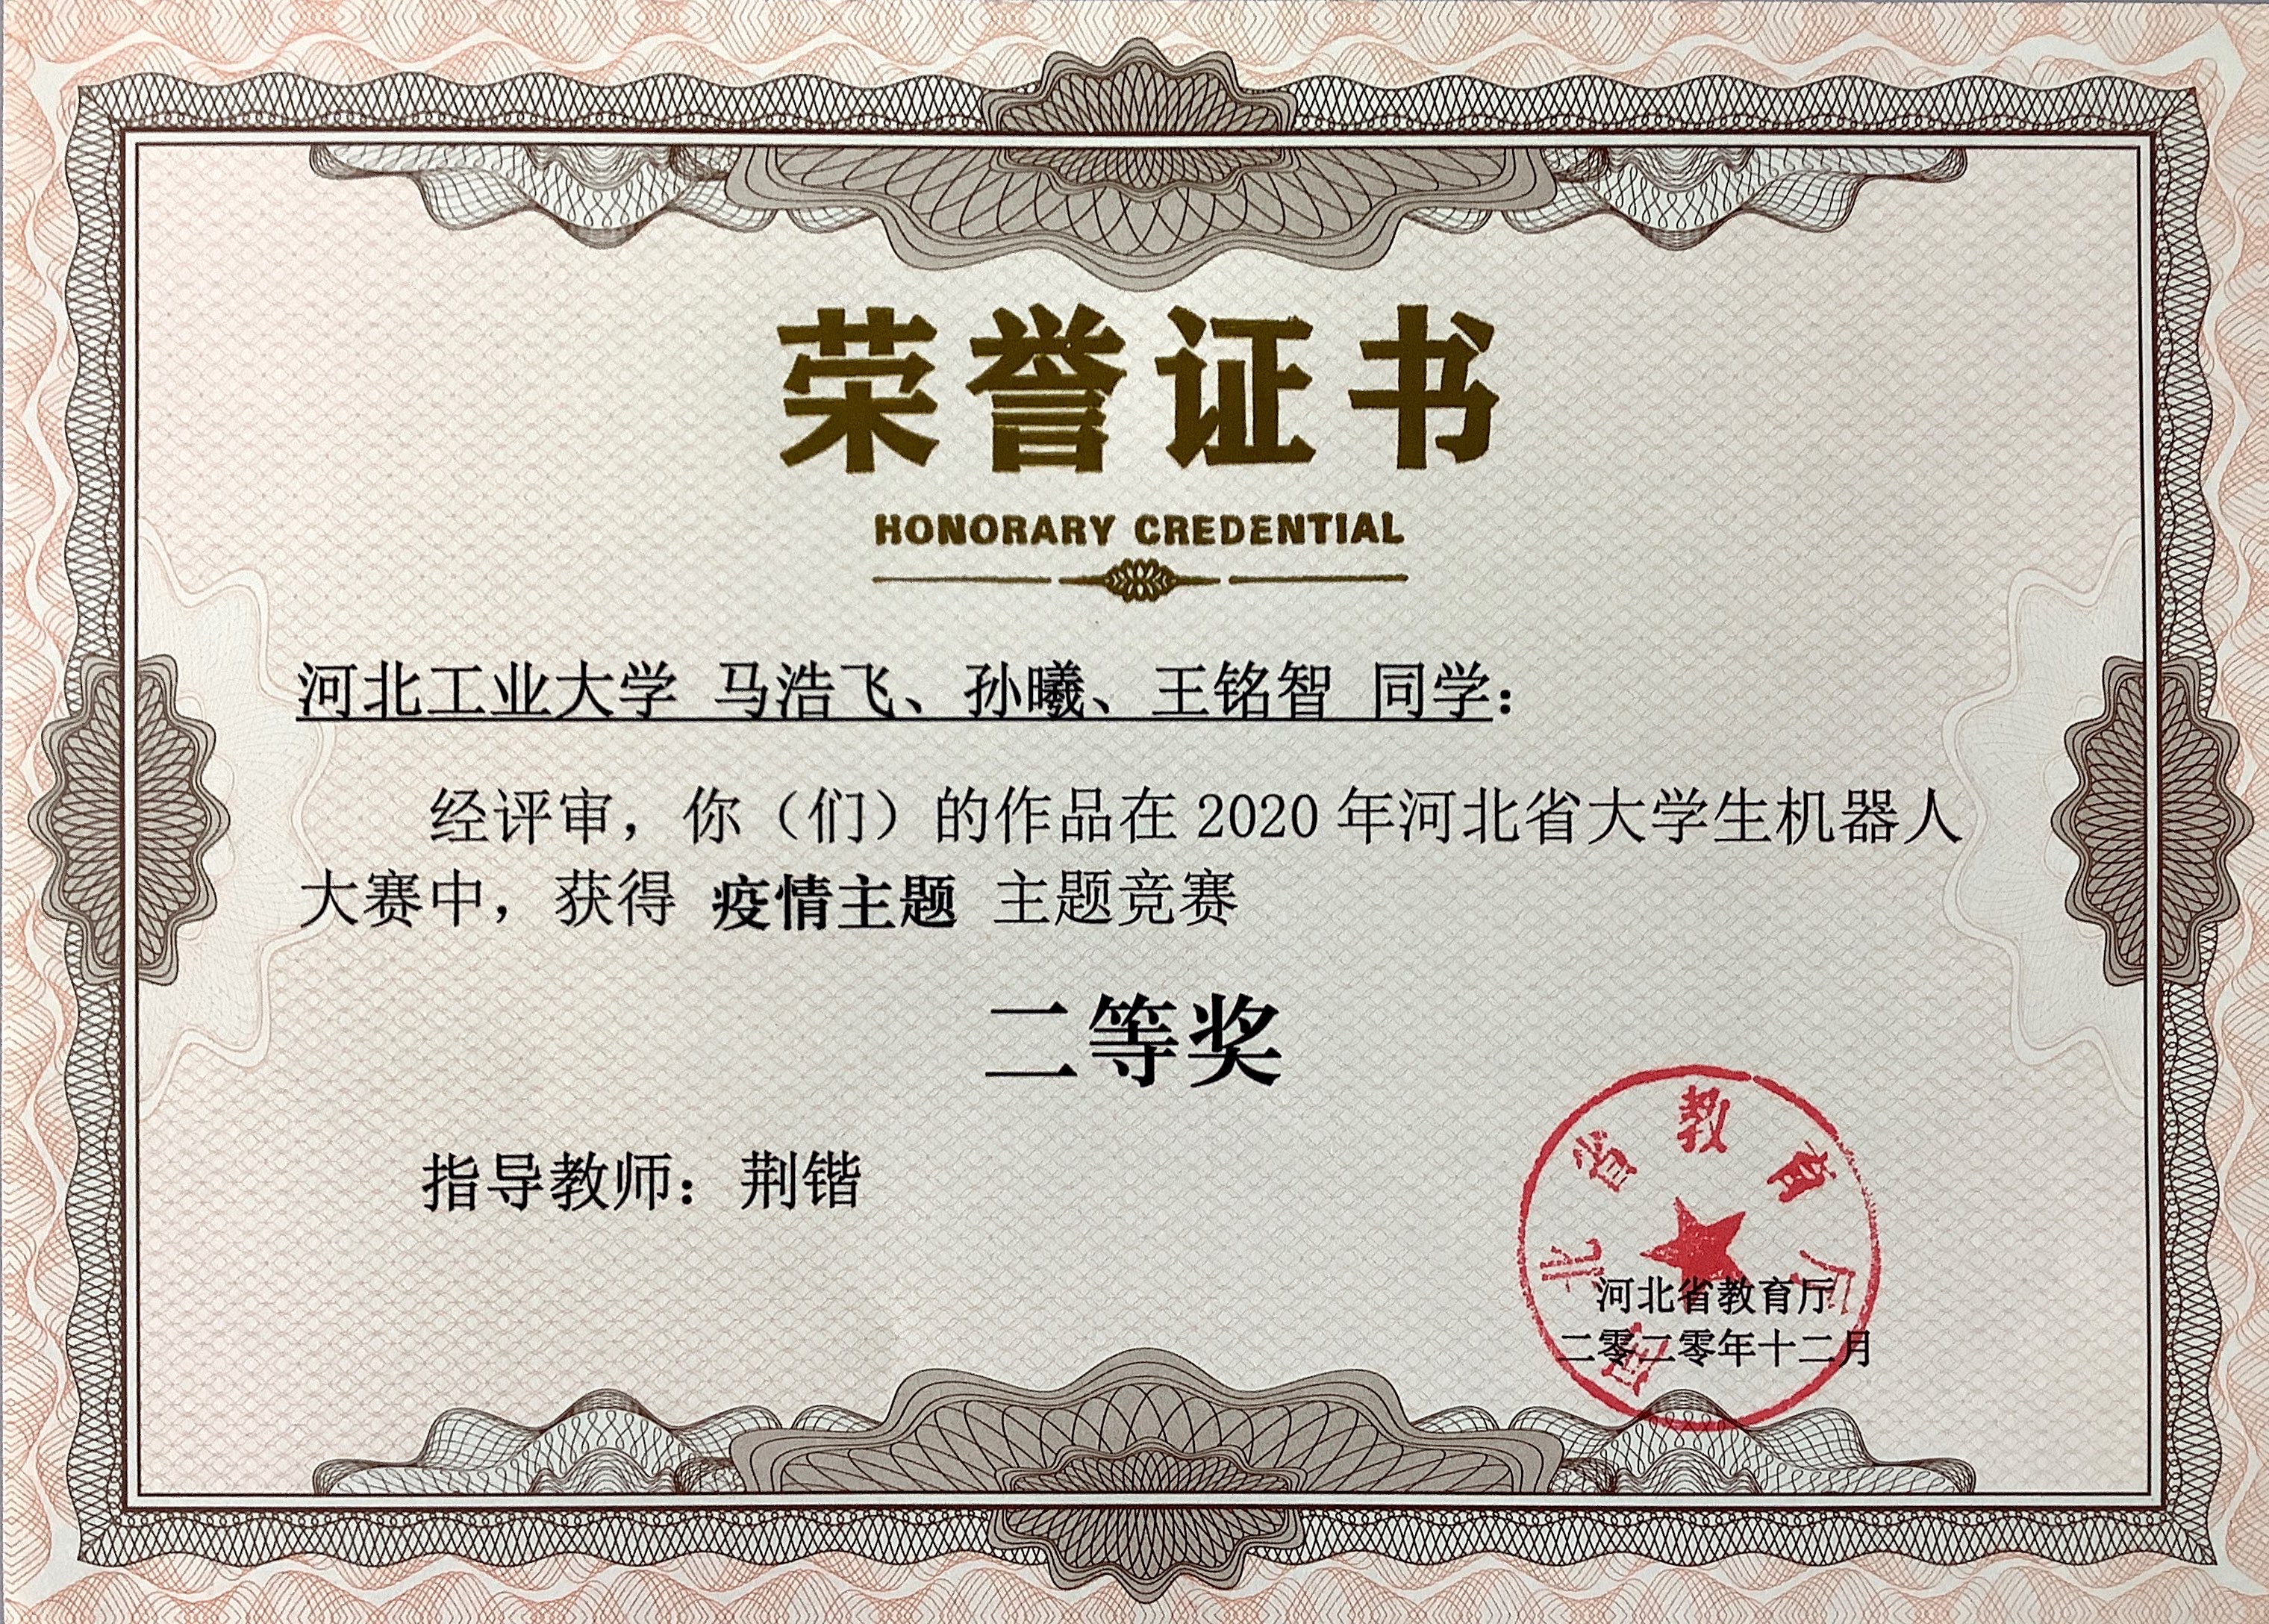 荣誉证书
HONORARY CREDENTIAL
河北工业大学 马浩飞、孙曦、王铭智 同学：
经评审，你（们）的作品在 2020 年河北省大学生机器人
大赛中，获得 疫情主题 主题竞赛
二等奖
指导教师：荆锴
河北省教育厅
河北省教育厅
二零二零年十二月